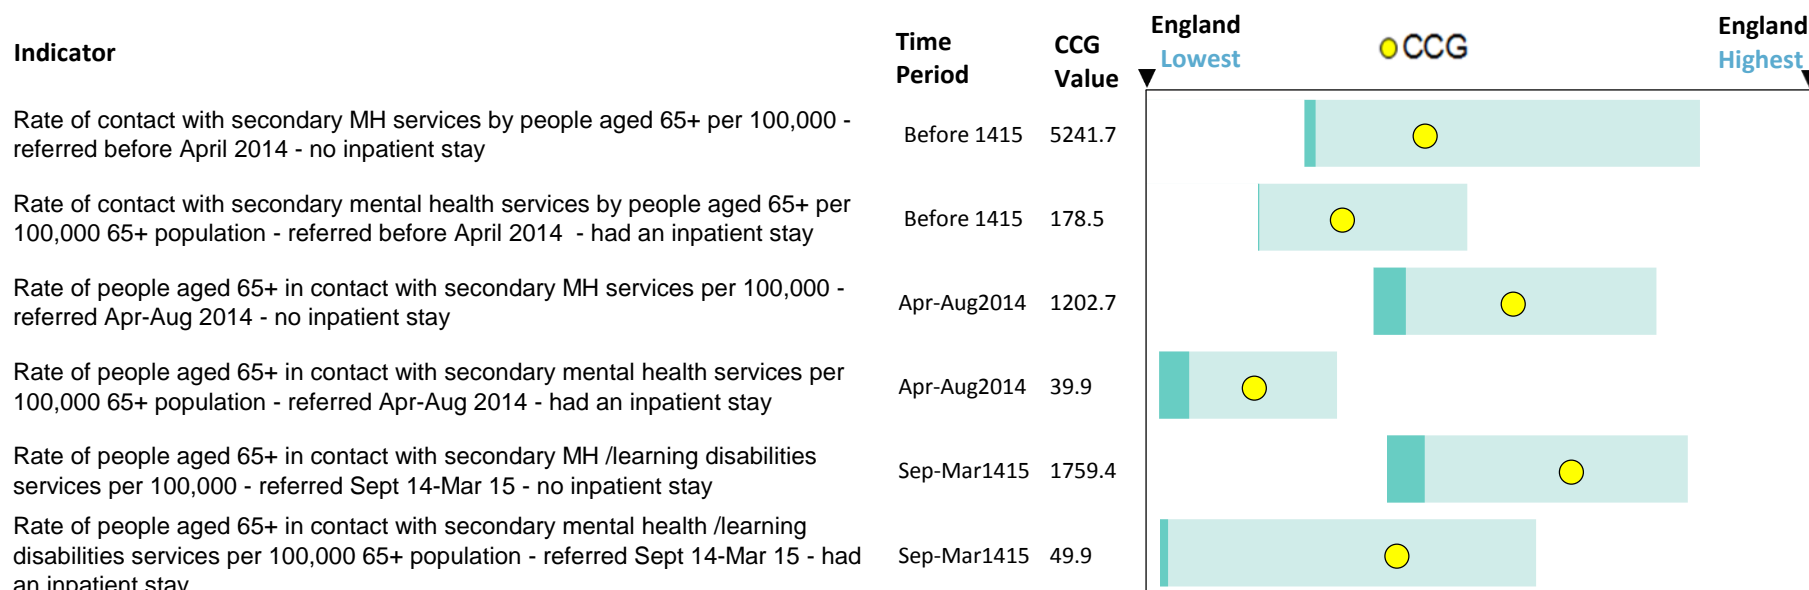 Indicator
Time
Period
CCG
Value
England
Lowest
CCG
England
Highest
Rate of contact with secondary MH services by people aged 65+ per 100,000 -
referred before April 2014 - no inpatient stay
Before 1415
5241.7
Rate of contact with secondary mental health services by people aged 65+ per
100,000 65+ population - referred before April 2014 - had an inpatient stay
Before 1415
178.5
Rate of people aged 65+ in contact with secondary MH services per 100,000 -
referred Apr-Aug 2014 - no inpatient stay
Apr-Aug2014
1202.7
Rate of people aged 65+ in contact with secondary mental health services per
100,000 65+ population - referred Apr-Aug 2014 - had an inpatient stay
Apr-Aug2014
39.9
Rate of people aged 65+ in contact with secondary MH /learning disabilities
services per 100,000 - referred Sept 14-Mar 15 - no inpatient stay
Sep-Mar1415
1759.4
Rate of people aged 65+ in contact with secondary mental health /learning
disabilities services per 100,000 65+ population - referred Sept 14-Mar 15 - had
an inpatient stay
Sep-Mar1415
49.9